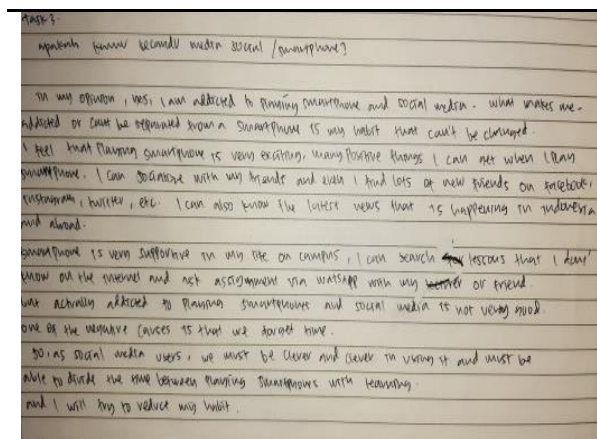 Task 3.
apakah kamu kecandu media social / smartphone?
in my opinion, yes, I am addicted to playing smartphone and social media. what makes me
addicted or can't be separated from a smartphone is my habit that can't be changed.
I feel that playing smartphone is very exciting, many positive things I can get when I play
smartphone. I can socialize with my friends and even I find lots of new friends on facebook,
instagram, twitter, etc. I can also know the latest news that is happening in indonesia
and abroad.
smartphone is very supportive in my life on campus, I can search lescous that I don't
know on the internet and ask assignment via watsapp with my or friend.
but actually addicted to playing smartphones and social media is not very good.
one of the negative causes is that we forget time.
so, as social media users, we must be clever and clever in using it and must be
able to divide the time between playing smartphones with learning.
and I will try to reduce my habit.